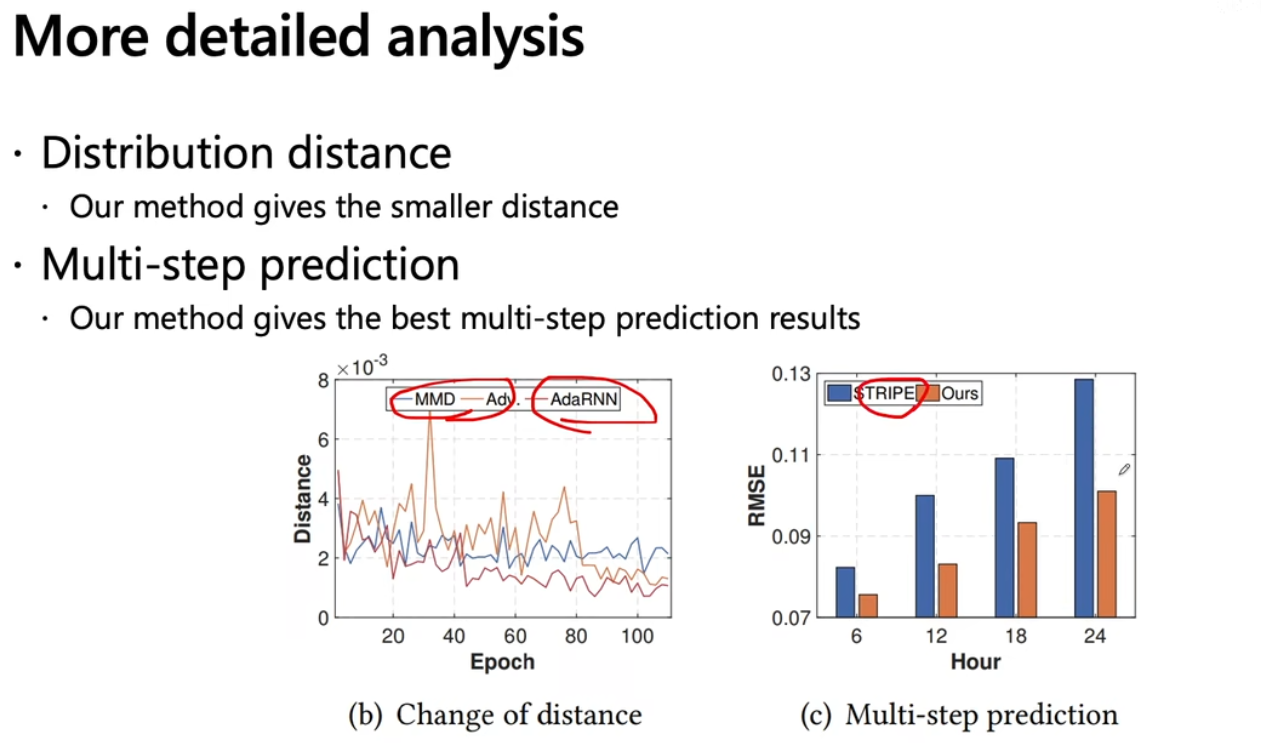 More detailed analysis
· Distribution distance
· Our method gives the smaller distance
· Multi-step prediction
· Our method gives the best multi-step prediction results
×10-3
MMD Adv. AdaRNN
8
6
4
2
0
Distance
20 40 60 80 100
Epoch
(b) Change of distance
STRIPE Ours
0.13
0.11
0.09
0.07
RMSE
6 12 18 24
Hour
(c) Multi-step prediction